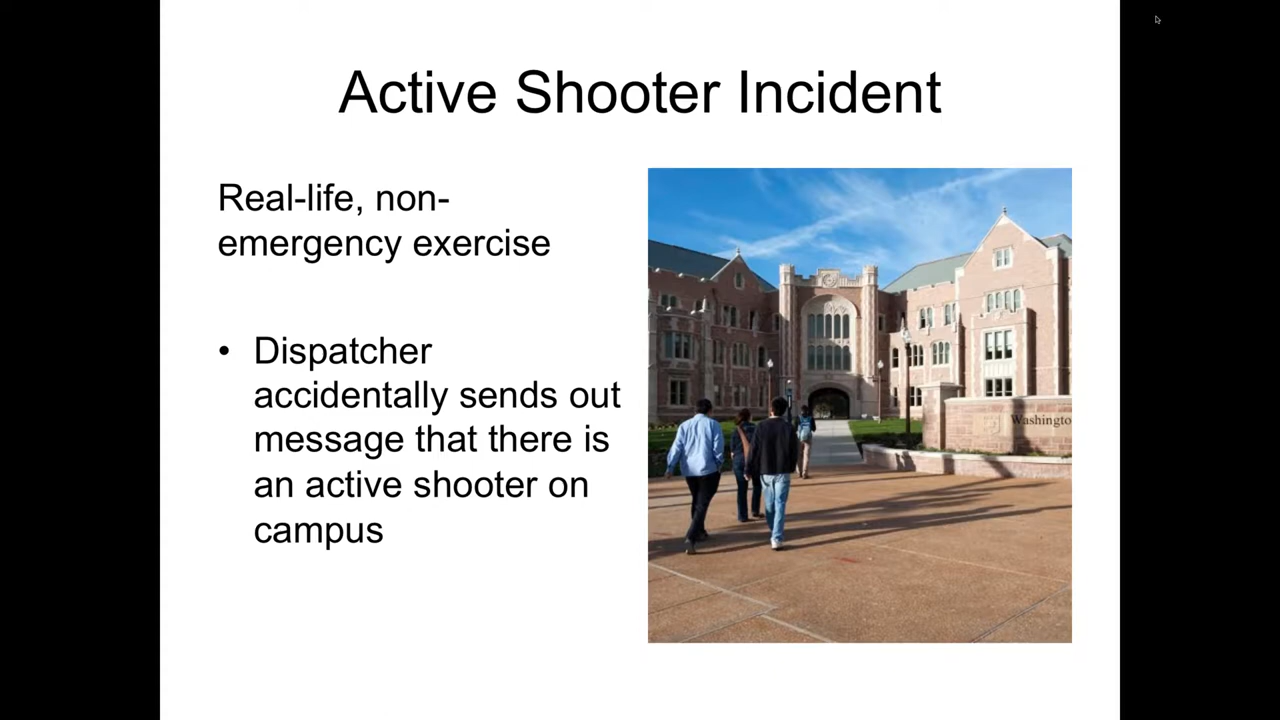 Active Shooter Incident
Real-life, non-
emergency exercise
• Dispatcher
accidentally sends out
message that there is
an active shooter on
campus
Washingto